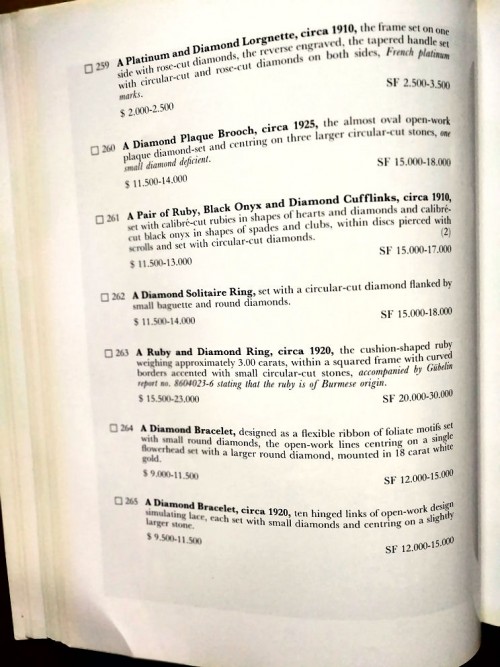 ☐ 259 A Platinum and Diamond Lorgnette, circa 1910, the frame set on one
side with rose-cut diamonds, the reverse engraved, the tapered handle set
with circular-cut and rose-cut diamonds on both sides, French platinum
marks.
SF 2.500-3.500
$ 2.000-2.500
☐ 260 A Diamond Plaque Brooch, circa 1925, the almost oval open-work
plaque diamond-set and centring on three larger circular-cut stones, one
small diamond deficient.
SF 15.000-18.000
$ 11.500-14.000
☐ 261 A Pair of Ruby, Black Onyx and Diamond Cufflinks, circa 1910,
set with calibré-cut rubies in shapes of hearts and diamonds and calibré-
cut black onyx in shapes of spades and clubs, within discs pierced with
scrolls and set with circular-cut diamonds. (2)
SF 15.000-17.000
$ 11.500-13.000
☐ 262 A Diamond Solitaire Ring, set with a circular-cut diamond flanked by
small baguette and round diamonds.
SF 15.000-18.000
$ 11.500-14.000
☐ 263 A Ruby and Diamond Ring, circa 1920, the cushion-shaped ruby
weighing approximately 3.00 carats, within a squared frame with curved
borders accented with small circular-cut stones, accompanied by Gübelin
report no. 8604023-6 stating that the ruby is of Burmese origin.
$ 15.500-23.000 SF 20.000-30.000
☐ 264 A Diamond Bracelet, designed as a flexible ribbon of foliate motifs set
with small round diamonds, the open-work lines centring on a single
flowerhead set with a larger round diamond, mounted in 18 carat white
gold.
$ 9.000-11.500 SF 12.000-15.000
☐ 265 A Diamond Bracelet, circa 1920, ten hinged links of open-work design
simulating lace, each set with small diamonds and centring on a slightly
larger stone.
$ 9.500-11.500 SF 12.000-15.000